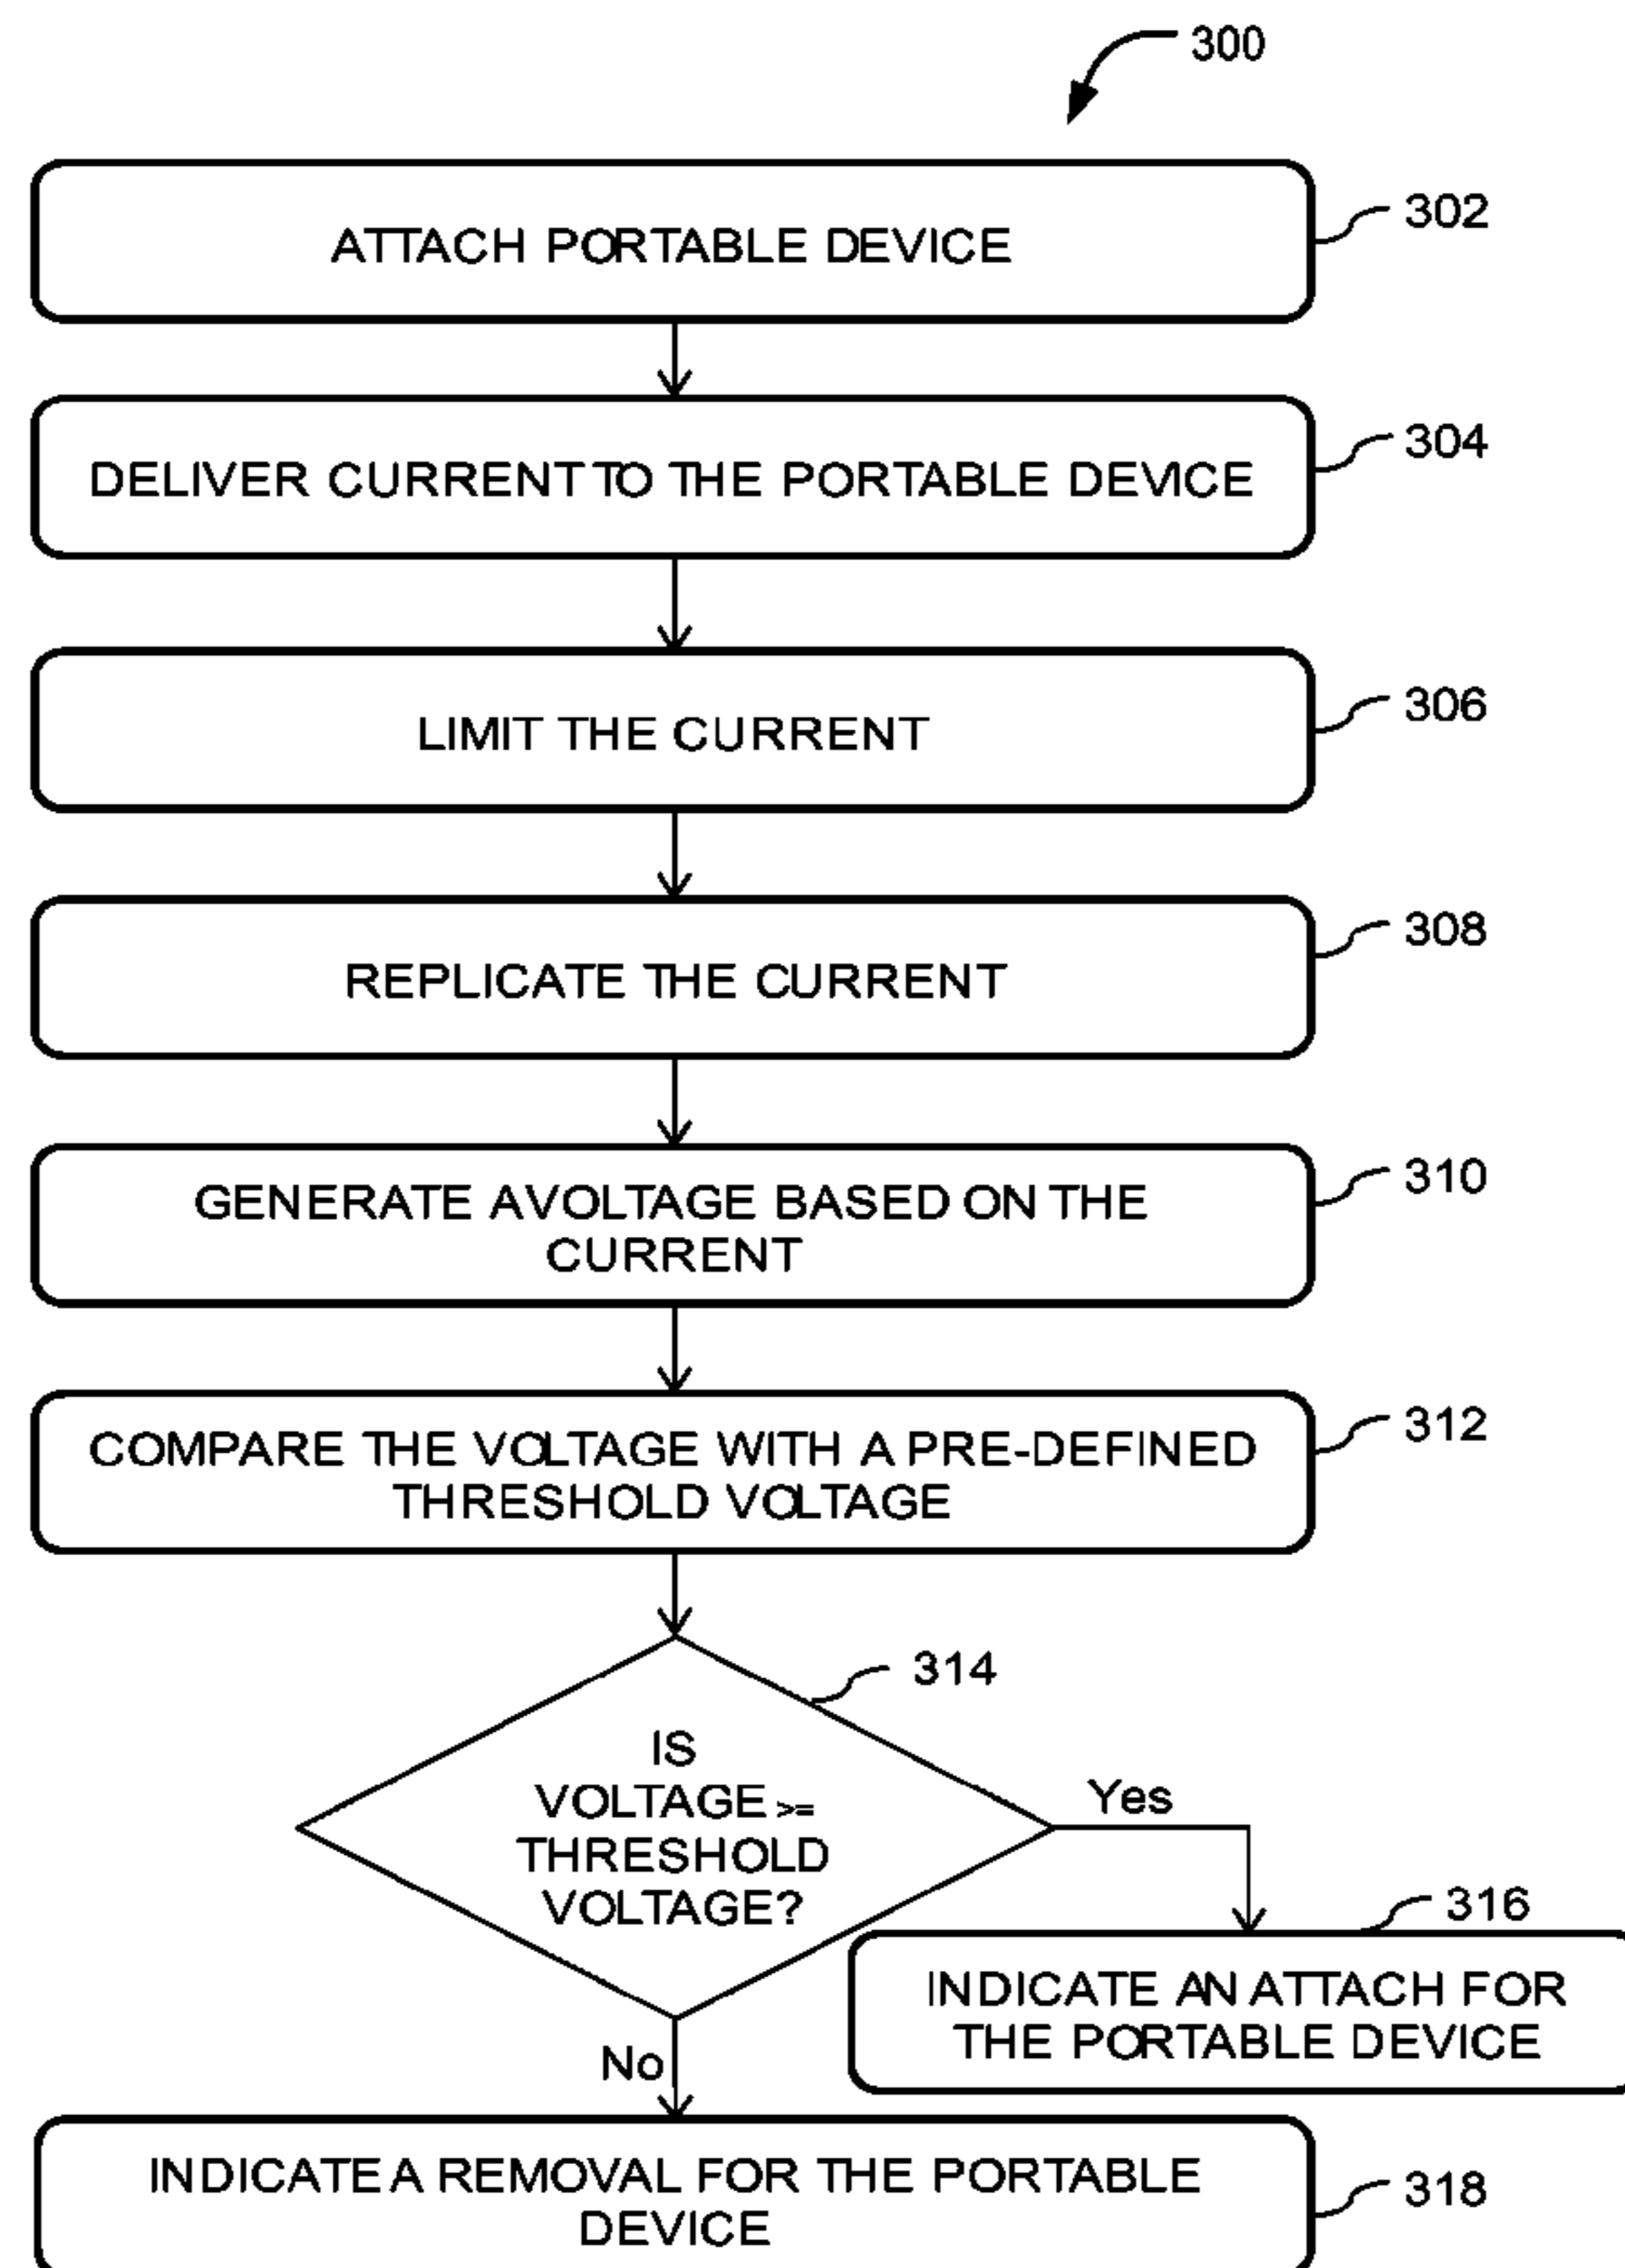 300
ATTACH PORTABLE DEVICE
302
DELIVER CURRENT TO THE PORTABLE DEVICE
304
LIMIT THE CURRENT
306
REPLICATE THE CURRENT
308
GENERATE AVOLTAGE BASED ON THE
CURRENT
310
COMPARE THE VOLTAGE WITH A PRE-DEFINED
THRESHOLD VOLTAGE
312
314
IS
VOLTAGE >=
THRESHOLD
VOLTAGE?
Yes
316
INDICATE AN ATTACH FOR
THE PORTABLE DEVICE
No
INDICATE A REMOVAL FOR THE PORTABLE
DEVICE
318